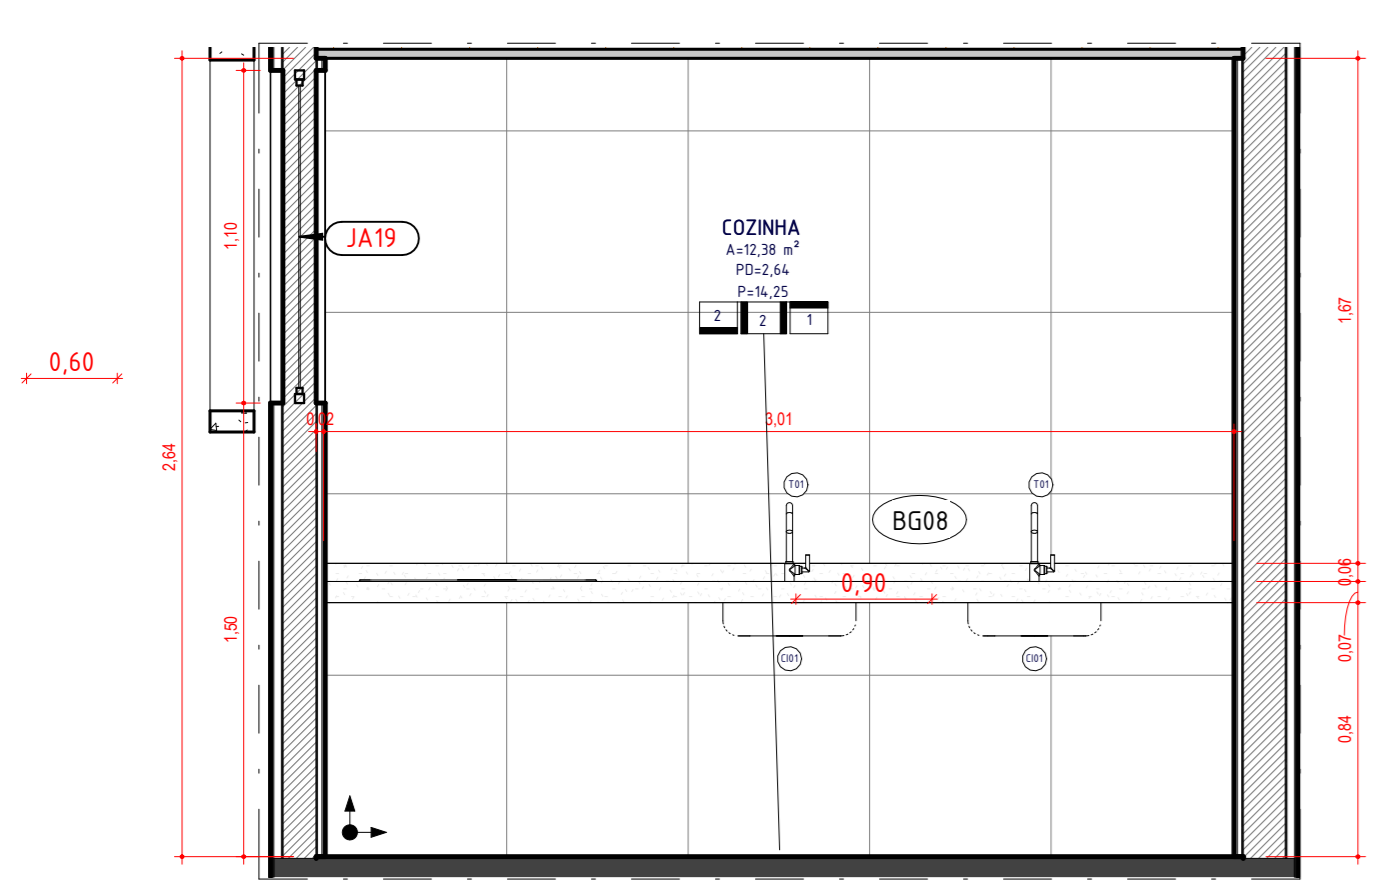 COZINHA
A=12,38 m²
PD=2,64
P=14,25
2
2
1
JA19
1,10
1,67
0,60
0,02
3,01
2,64
T01
T01
BG08
0,06
0,90
1,50
0,07
CI01
CI01
0,84